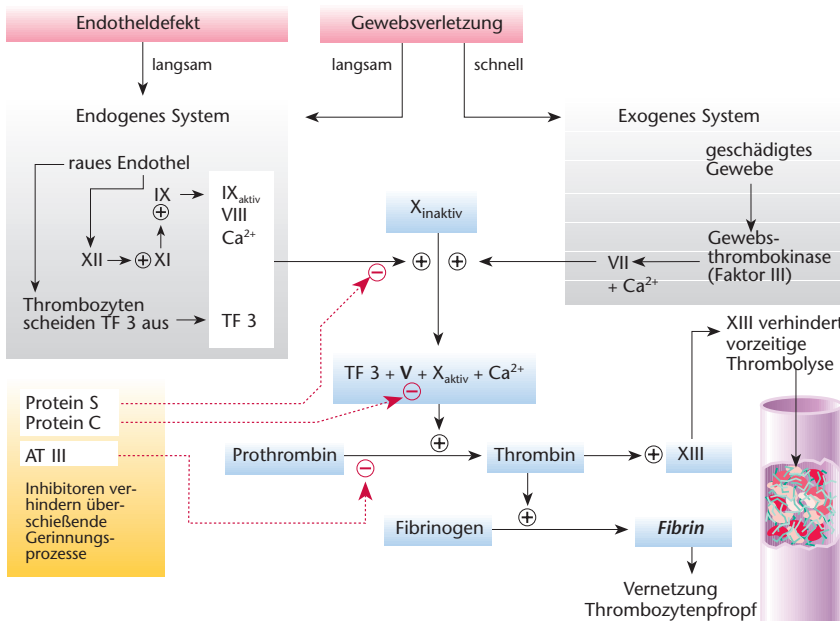 Endotheldefekt
Gewebsverletzung
langsam
langsam
schnell
Endogenes System
raues Endothel
IX
XII
⊕ XI
⊕
IXaktiv
VIII
Ca²⁺
Thrombozyten
scheiden TF 3 aus
TF 3
Exogenes System
geschädigtes
Gewebe
Gewebs-
thrombokinase
(Faktor III)
VII
+ Ca²⁺
Xinaktiv
⊕ ⊕
⊖
TF 3 + V + Xaktiv + Ca²⁺
⊖
⊕
XIII verhindert
vorzeitige
Thrombolyse
Protein S
Protein C
AT III
Inhibitoren ver-
hindern über-
schießende
Gerinnungs-
prozesse
Prothrombin
⊖
Thrombin
⊕ XIII
⊕
Fibrinogen
Fibrin
Vernetzung
Thrombozytenpfropf